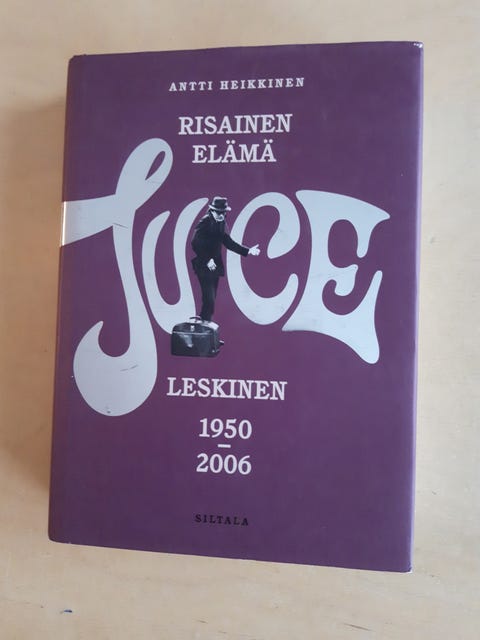 ANTTI HEIKKINEN
RISAINEN
ELÄMÄ
JUICE
LESKINEN
1950
–
2006
SILTALA